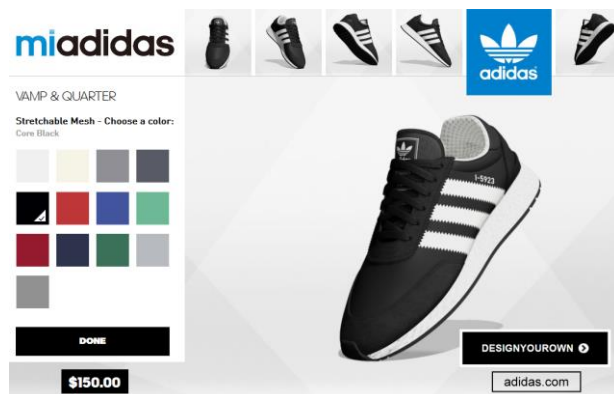 miadidas
adidas
VAMP & QUARTER
Stretchable Mesh - Choose a color:
Core Black
I-5923
DONE
DESIGNYOUROWN
$150.00
adidas.com